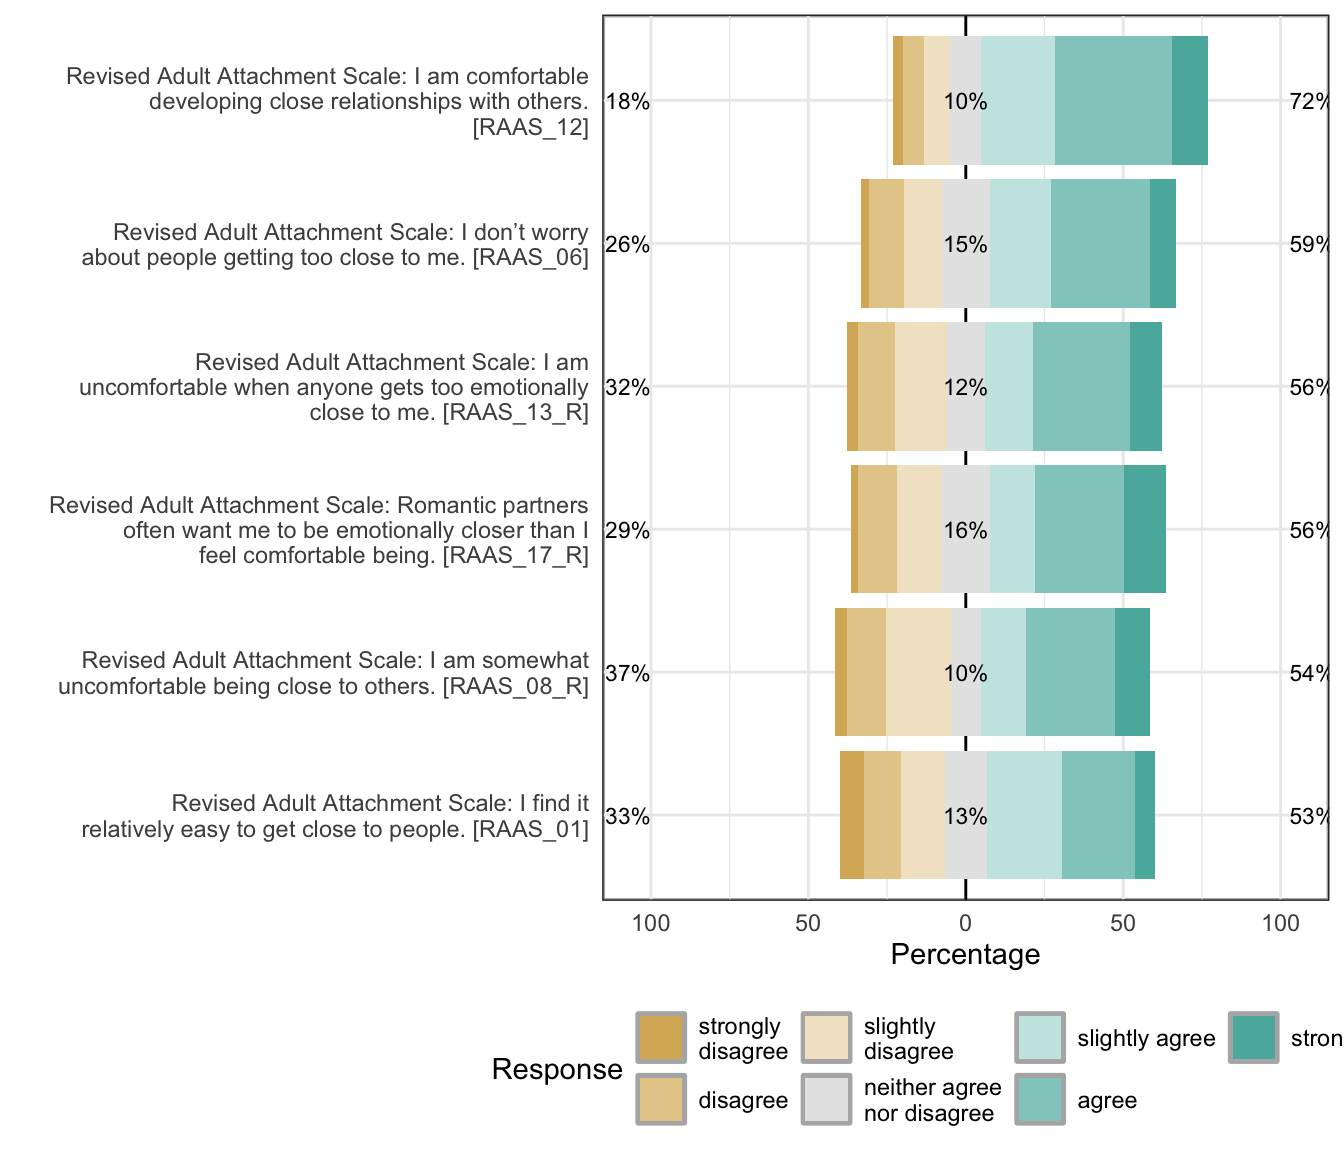 Revised Adult Attachment Scale: I am comfortable
developing close relationships with others.
[RAAS_12]
18%
10%
72%
Revised Adult Attachment Scale: I don’t worry
about people getting too close to me. [RAAS_06]
26%
15%
59%
Revised Adult Attachment Scale: I am
uncomfortable when anyone gets too emotionally
close to me. [RAAS_13_R]
32%
12%
56%
Revised Adult Attachment Scale: Romantic partners
often want me to be emotionally closer than I
feel comfortable being. [RAAS_17_R]
29%
16%
56%
Revised Adult Attachment Scale: I am somewhat
uncomfortable being close to others. [RAAS_08_R]
37%
10%
54%
Revised Adult Attachment Scale: I find it
relatively easy to get close to people. [RAAS_01]
33%
13%
53%
100 50 0 50 100
Percentage
Response
strongly
disagree
disagree
slightly
disagree
neither agree
nor disagree
slightly agree
agree
stron